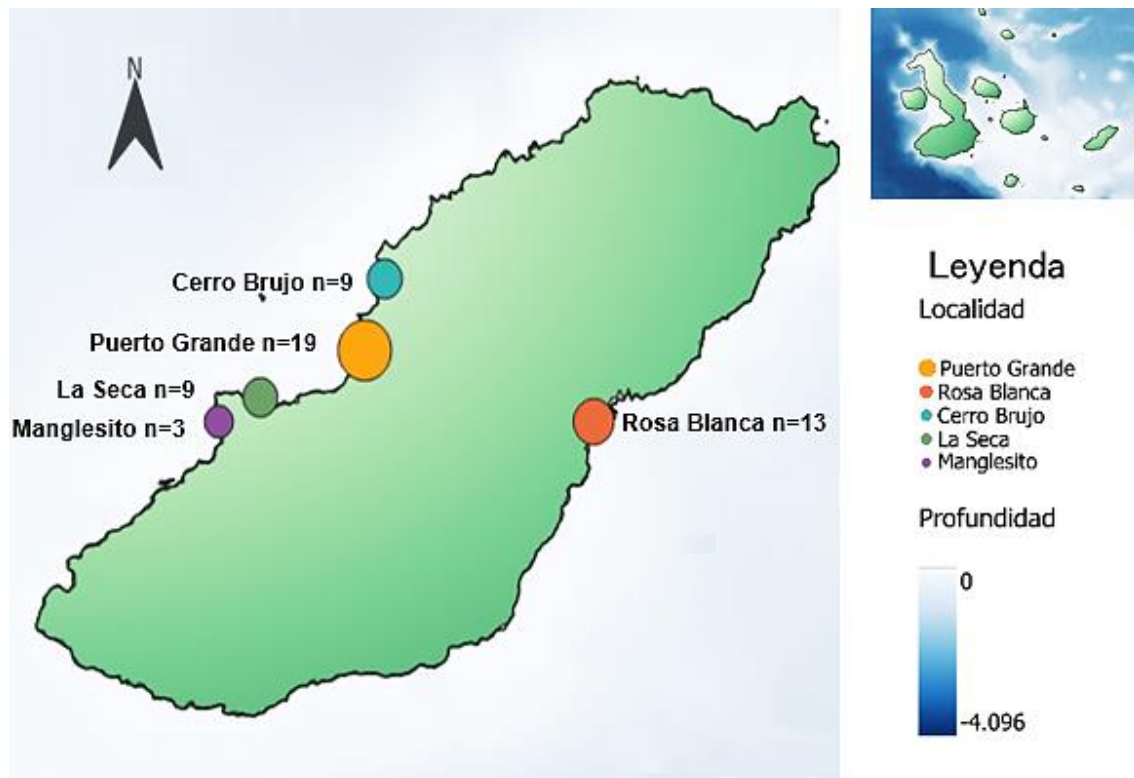 N
Cerro Brujo n=9
Puerto Grande n=19
La Seca n=9
Manglesito n=3
Rosa Blanca n=13
Leyenda
Localidad
Puerto Grande
Rosa Blanca
Cerro Brujo
La Seca
Manglesito
Profundidad
0
-4.096